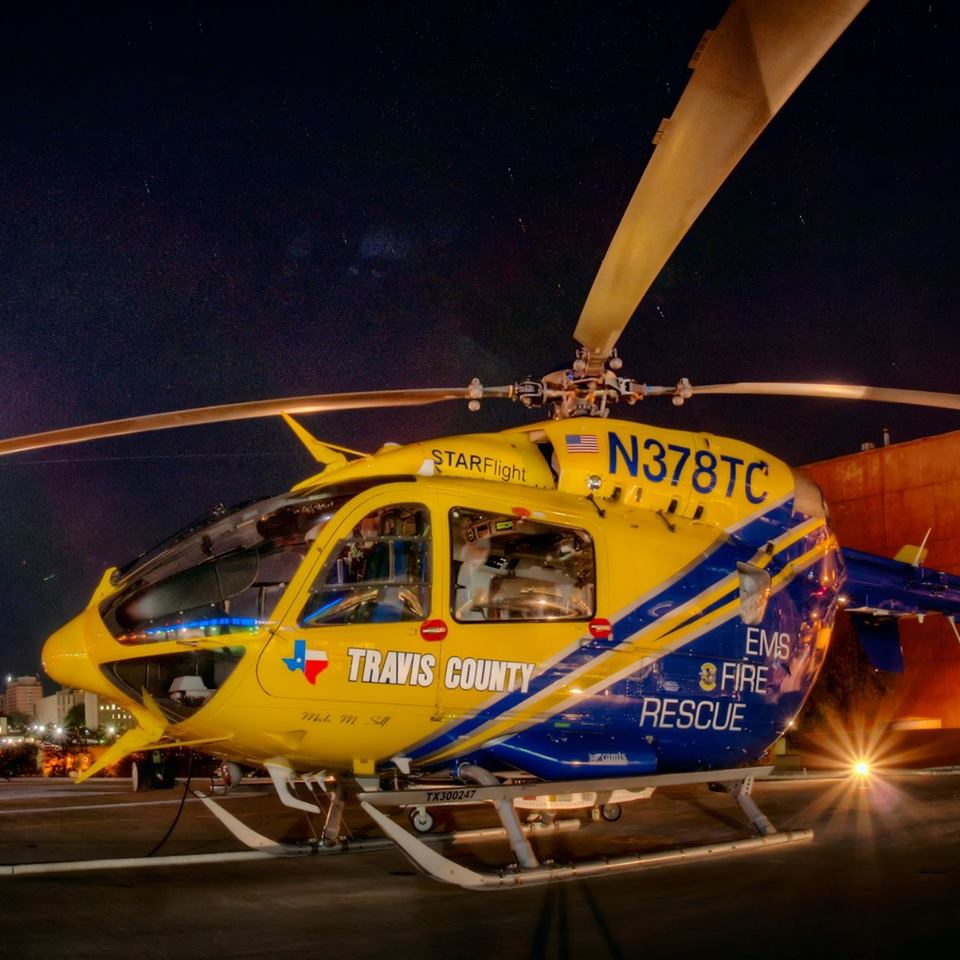 STARFlight
N378TC
TRAVIS COUNTY
EMS
FIRE
RESCUE
TX300247